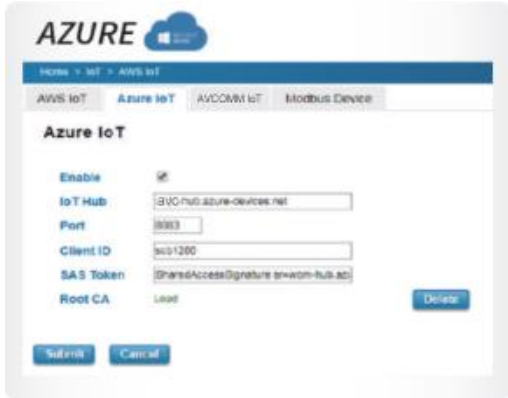 AZURE
Home > IoT > AWS IoT
AWS IoT Azure IoT AVCOMM IoT Modbus Device
Azure IoT
Enable
IoT Hub
Port 8883
Client ID
SAS Token SharedAccessSignature
Root CA Load Delete
Submit Cancel